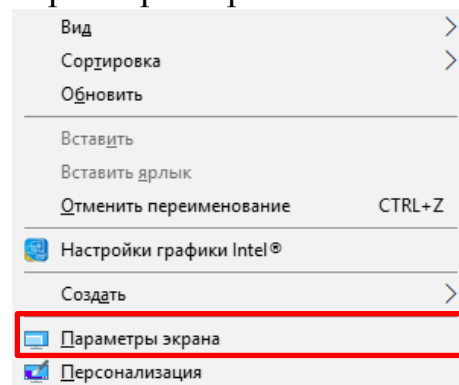 Вид
Сортировка
Обновить
Вставить
Вставить ярлык
Отменить переименование CTRL+Z
Настройки графики Intel®
Создать
Параметры экрана
Персонализация